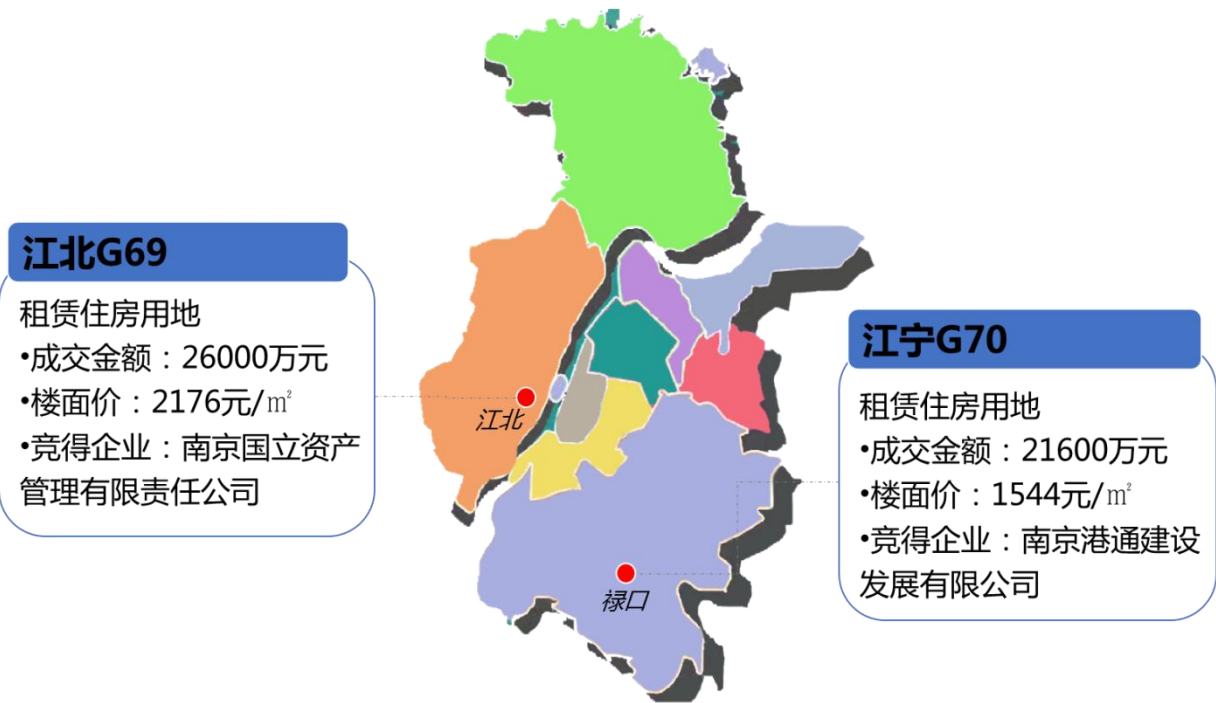 江北G69
租赁住房用地
•成交金额：26000万元
•楼面价：2176元/㎡
•竞得企业：南京国立资产
管理有限责任公司
江北
江宁G70
租赁住房用地
•成交金额：21600万元
•楼面价：1544元/㎡
•竞得企业：南京港通建设
发展有限公司
禄口